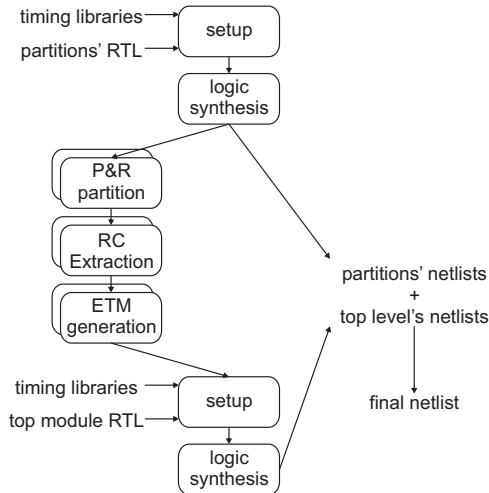 timing libraries
setup
partitions' RTL
logic
synthesis
P&R
partition
RC
Extraction
ETM
generation
partitions' netlists
+
top level's netlists
timing libraries
setup
top module RTL
final netlist
logic
synthesis